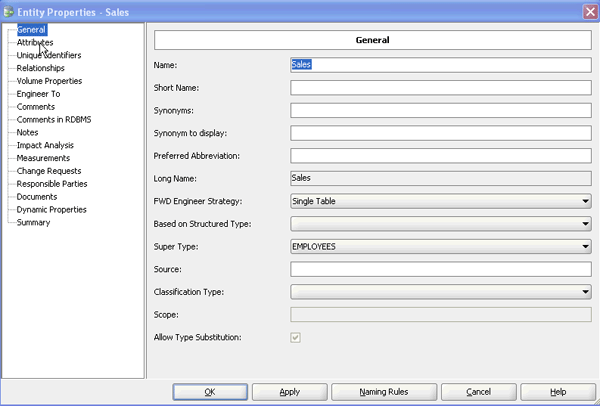 Entity Properties - Sales
General
Attributes
Unique Identifiers
Relationships
Volume Properties
Engineer To
Comments
Comments in RDBMS
Notes
Impact Analysis
Measurements
Change Requests
Responsible Parties
Documents
Dynamic Properties
Summary
General
Name: Sales
Short Name:
Synonyms:
Synonym to display:
Preferred Abbreviation:
Long Name: Sales
FWD Engineer Strategy: Single Table
Based on Structured Type:
Super Type: EMPLOYEES
Source:
Classification Type:
Scope:
Allow Type Substitution:
OK Apply Naming Rules Cancel Help